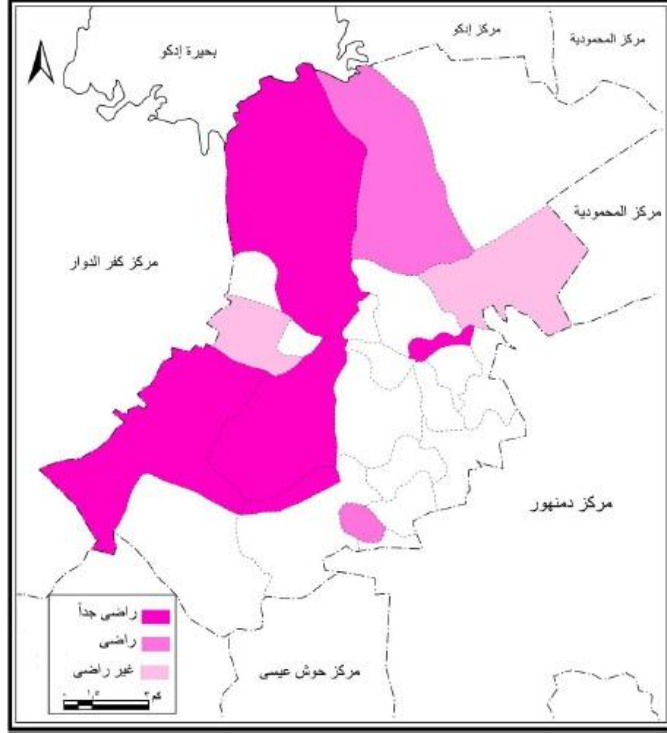 مركز المحمودية
مركز إدكو
بحيرة إدكو
مركز المحمودية
مركز كفر الدوار
مركز دمنهور
مركز حوش عيسى
راضى جداً
راضى
غير راضى
كم